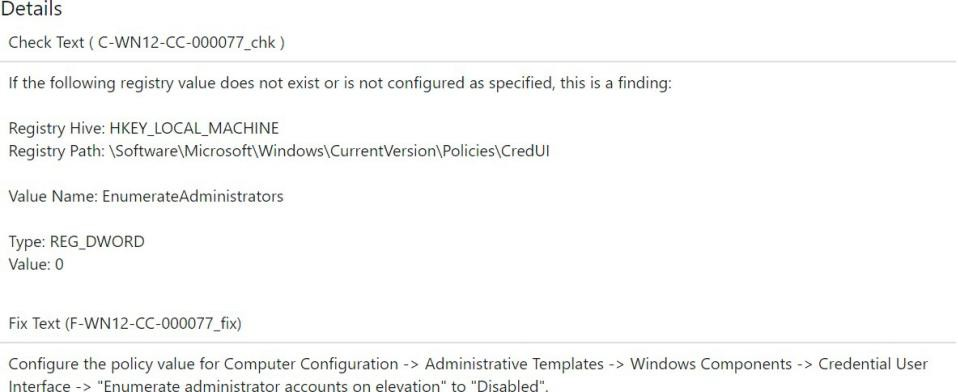 Details
Check Text ( C-WN12-CC-000077_chk )
If the following registry value does not exist or is not configured as specified, this is a finding:
Registry Hive: HKEY_LOCAL_MACHINE
Registry Path: \Software\Microsoft\Windows\CurrentVersion\Policies\CredUI
Value Name: EnumerateAdministrators
Type: REG_DWORD
Value: 0
Fix Text (F-WN12-CC-000077_fix)
Configure the policy value for Computer Configuration -> Administrative Templates -> Windows Components -> Credential User
Interface -> "Enumerate administrator accounts on elevation" to "Disabled".